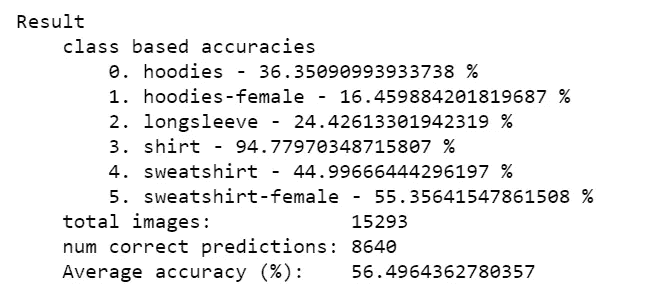 Result
class based accuracies
0. hoodies - 36.35090993933738 %
1. hoodies-female - 16.459884201819687 %
2. longsleeve - 24.42613301942319 %
3. shirt - 94.77970348715807 %
4. sweatshirt - 44.99666444296197 %
5. sweatshirt-female - 55.35641547861508 %
total images: 15293
num correct predictions: 8640
Average accuracy (%): 56.4964362780357